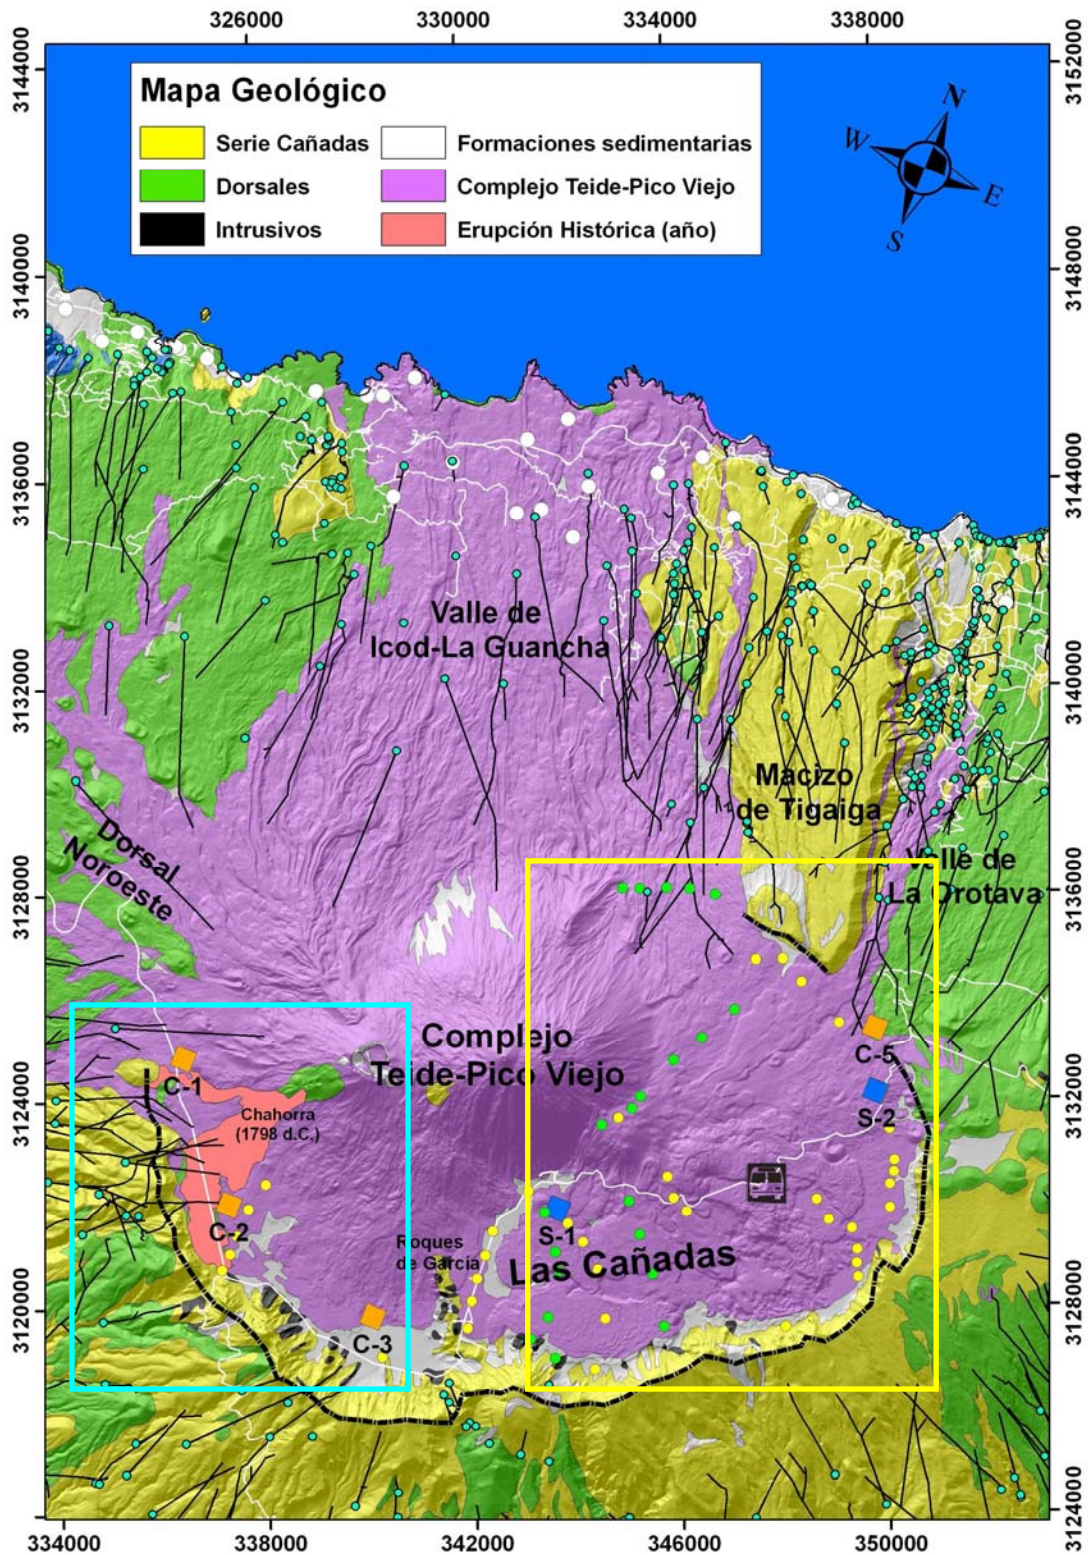 326000 330000 334000 338000
3144000
3152000
Mapa Geológico
Serie Cañadas Formaciones sedimentarias
Dorsales Complejo Teide-Pico Viejo
Intrusivos Erupción Histórica (año)
N
W
E
S
3140000
3148000
3136000
3144000
Valle de
Icod-La Guancha
3132000
3140000
Macizo
de Tigaiga
Dorsal
Noroeste
Valle de
La Orotava
3128000
3136000
Complejo
Teide-Pico Viejo
C-5
C-1
S-2
3124000
3132000
Chahorra
(1798 d.C.)
C-2
S-1
Roques
de García
Las Cañadas
3120000
3128000
C-3
3124000
334000 338000 342000 346000 350000